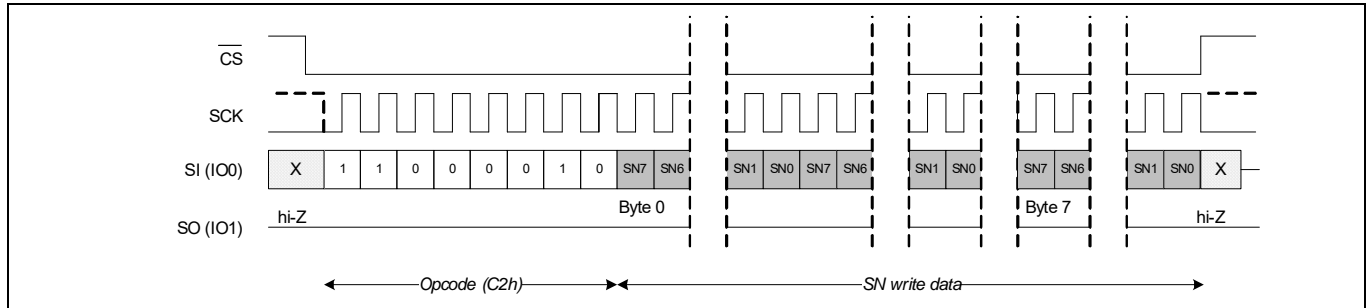 CS
SCK
SI (IO0) X 1 1 0 0 0 0 1 0 SN7 SN6 SN1 SN0 SN7 SN6 SN1 SN0 SN7 SN6 SN1 SN0 X
Byte 0 Byte 7
hi-Z hi-Z
SO (IO1)
Opcode (C2h) SN write data